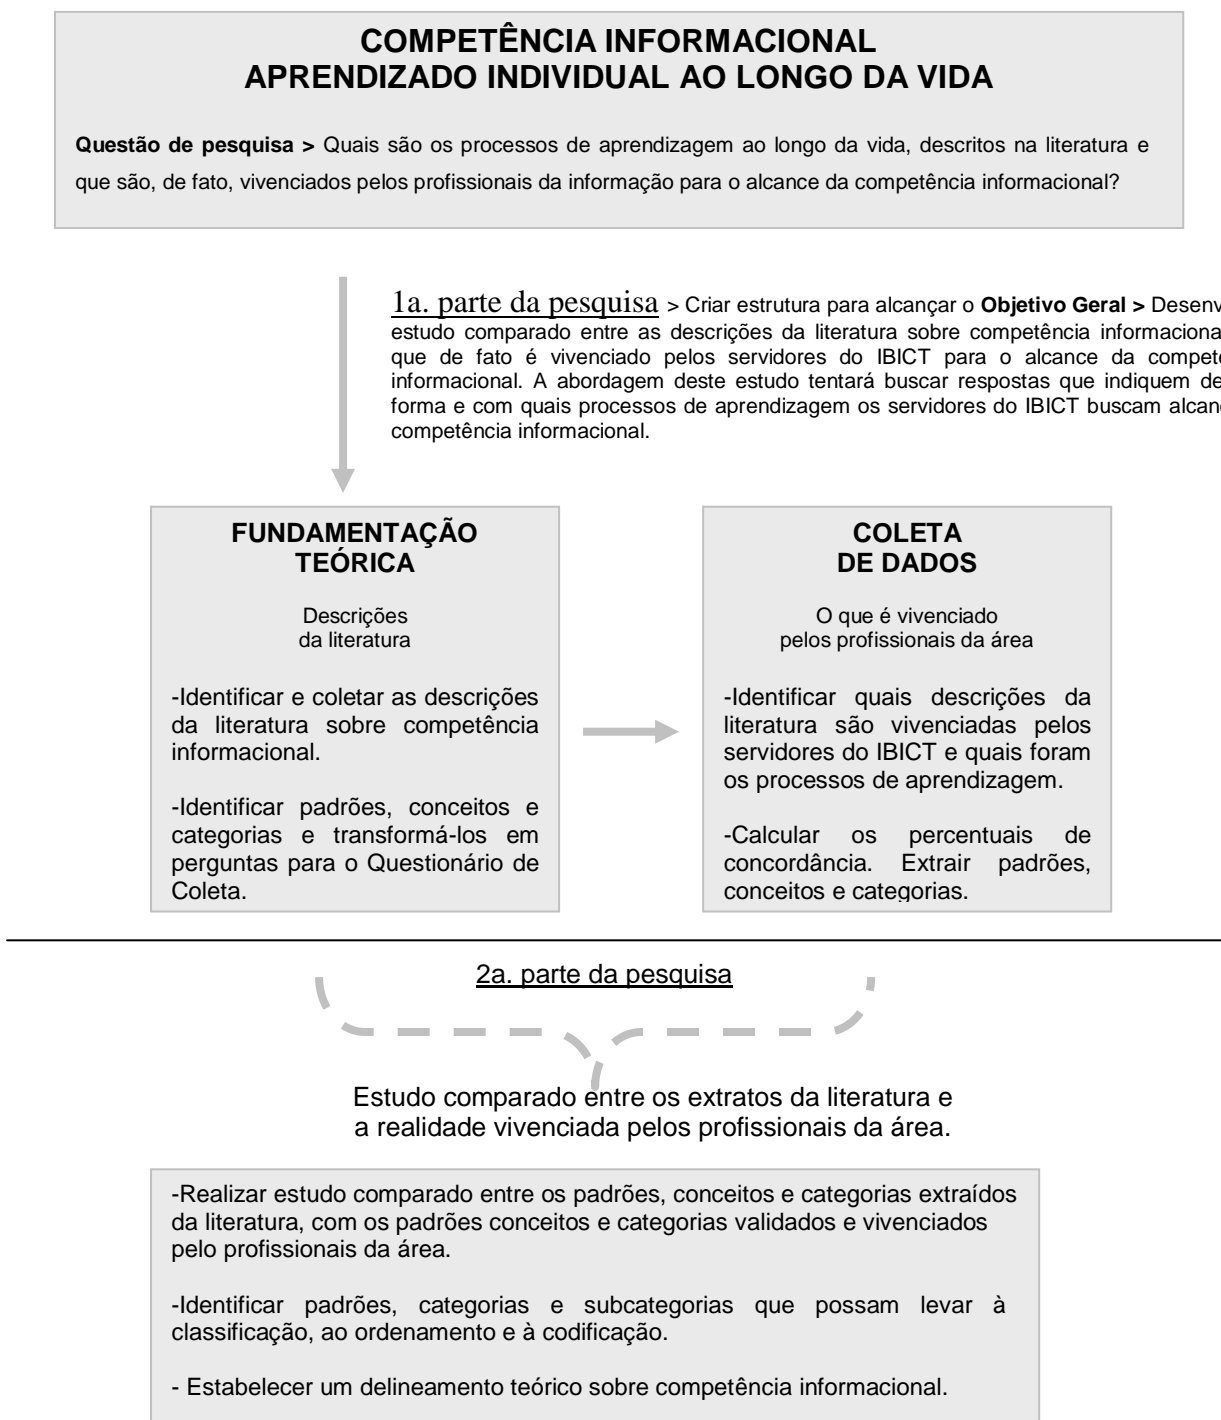 COMPETÊNCIA INFORMACIONAL
APRENDIZADO INDIVIDUAL AO LONGO DA VIDA
Questão de pesquisa > Quais são os processos de aprendizagem ao longo da vida, descritos na literatura e
que são, de fato, vivenciados pelos profissionais da informação para o alcance da competência informacional?
1a. parte da pesquisa > Criar estrutura para alcançar o Objetivo Geral >
estudo comparado entre as descrições da literatura sobre competência
que de fato é vivenciado pelos servidores do IBICT para o alcance da
informacional. A abordagem deste estudo tentará buscar respostas que indiquem
forma e com quais processos de aprendizagem os servidores do IBICT buscam
competência informacional.
FUNDAMENTAÇÃO
TEÓRICA
Descrições
da literatura
-Identificar e coletar as descrições
da literatura sobre competência
informacional.
-Identificar padrões, conceitos e
categorias e transformá-los em
perguntas para o Questionário de
Coleta.
COLETA
DE DADOS
O que é vivenciado
pelos profissionais da área
-Identificar quais descrições da
literatura são vivenciadas pelos
servidores do IBICT e quais foram
os processos de aprendizagem.
-Calcular os percentuais de
concordância. Extrair padrões,
conceitos e categorias.
2a. parte da pesquisa
Estudo comparado entre os extratos da literatura e
a realidade vivenciada pelos profissionais da área.
-Realizar estudo comparado entre os padrões, conceitos e categorias extraídos
da literatura, com os padrões conceitos e categorias validados e vivenciados
pelo profissionais da área.
-Identificar padrões, categorias e subcategorias que possam levar à
classificação, ao ordenamento e à codificação.
- Estabelecer um delineamento teórico sobre competência informacional.